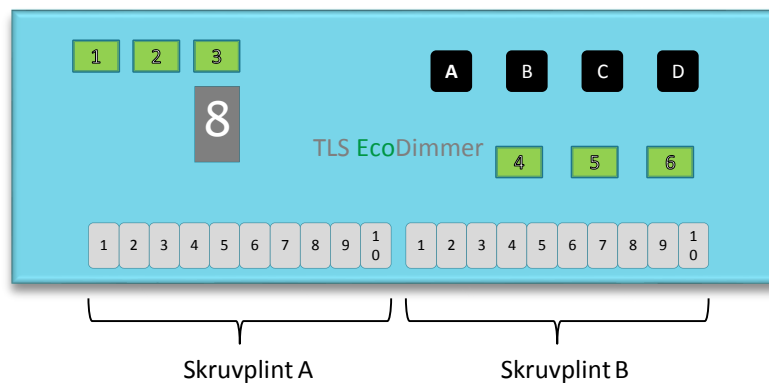 1 2 3
A B C D
8
TLS EcoDimmer
4 5 6
1 2 3 4 5 6 7 8 9 10 1 2 3 4 5 6 7 8 9 10
Skruvplint A Skruvplint B